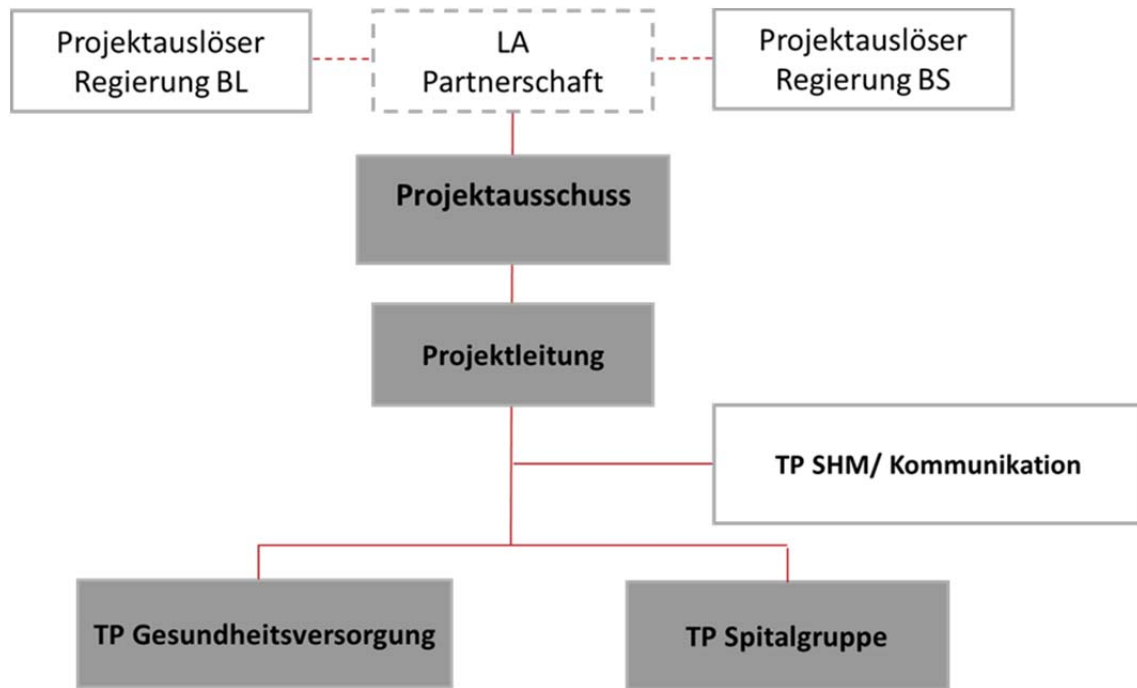 Projektauslöser
Regierung BL
LA
Partnerschaft
Projektauslöser
Regierung BS
Projektausschuss
Projektleitung
TP SHM/ Kommunikation
TP Gesundheitsversorgung
TP Spitalgruppe